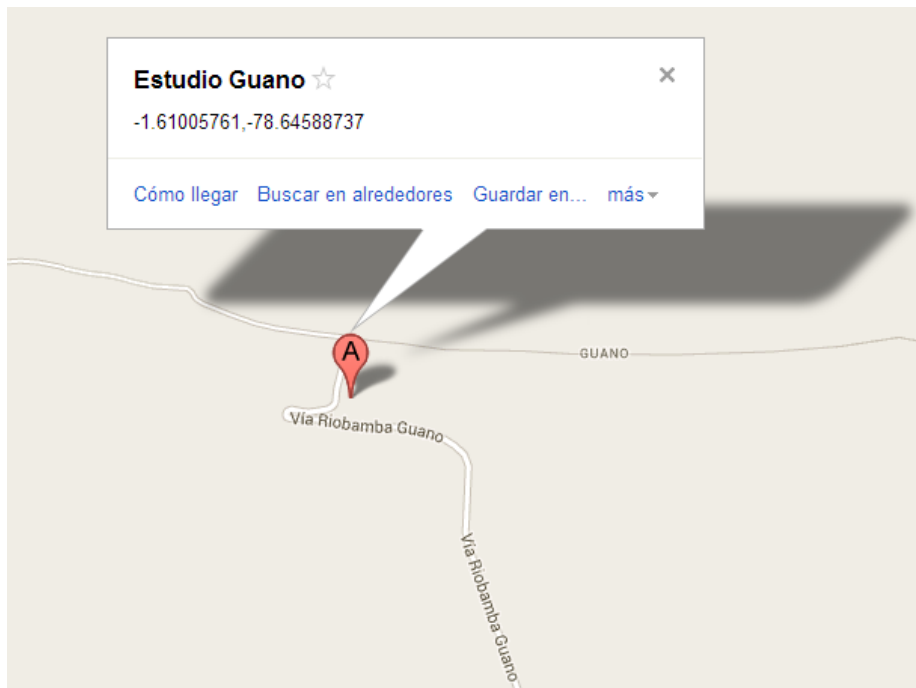 Estudio Guano
-1.61005761,-78.64588737
Cómo llegar Buscar en alrededores Guardar en... más
A
GUANO
Vía Riobamba Guano
Vía Riobamba Guano